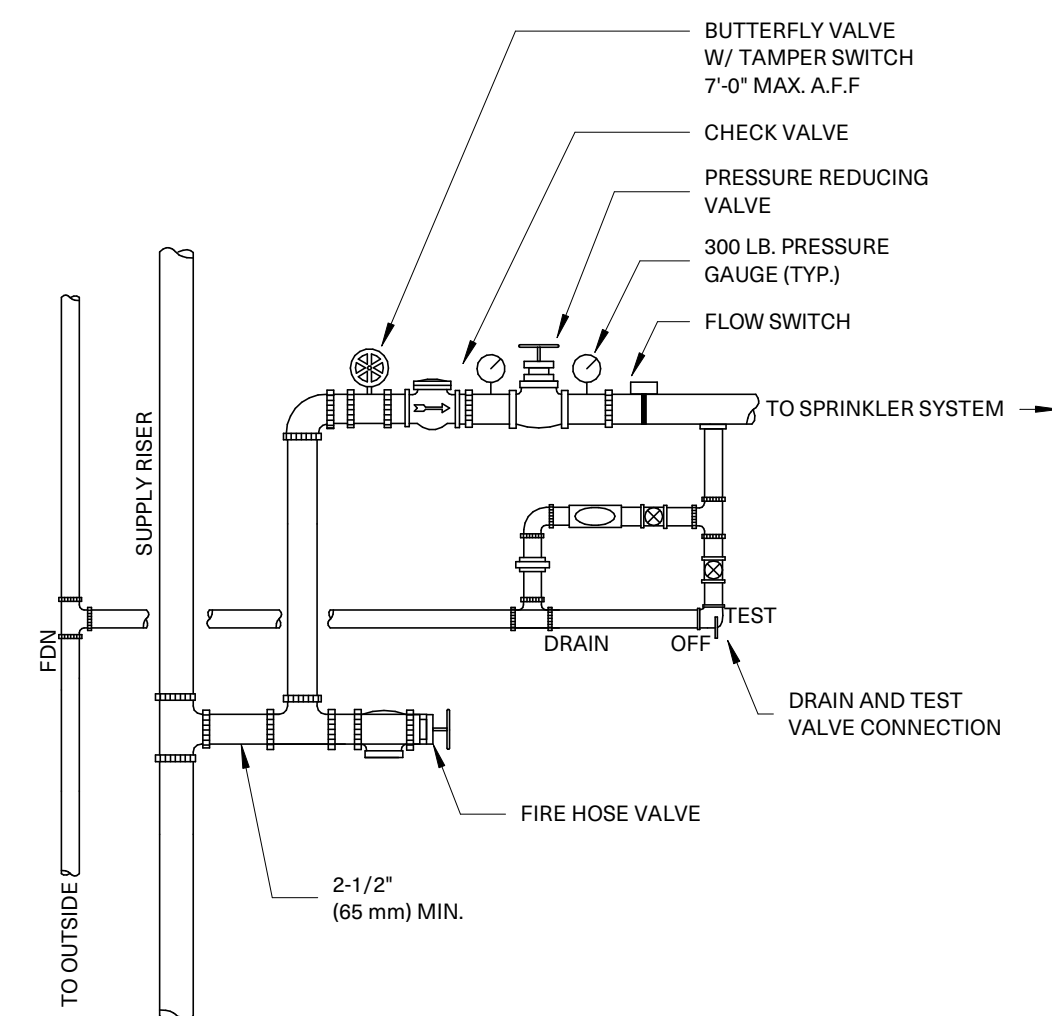 BUTTERFLY VALVE
W/ TAMPER SWITCH
7'-0" MAX. A.F.F
CHECK VALVE
PRESSURE REDUCING
VALVE
300 LB. PRESSURE
GAUGE (TYP.)
FLOW SWITCH
TO SPRINKLER SYSTEM
SUPPLY RISER
FDN
TEST
DRAIN
OFF
DRAIN AND TEST
VALVE CONNECTION
FIRE HOSE VALVE
2-1/2"
(65 mm) MIN.
TO OUTSIDE